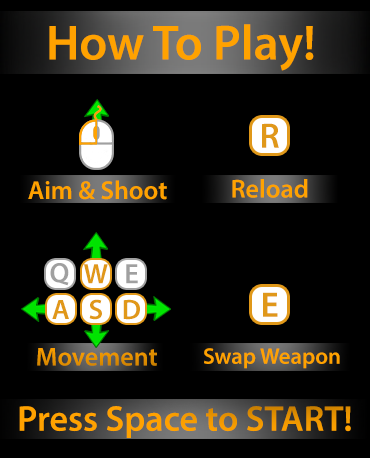 How To Play!
R
Aim & Shoot
Reload
Q W E
A S D
E
Movement
Swap Weapon
Press Space to START!